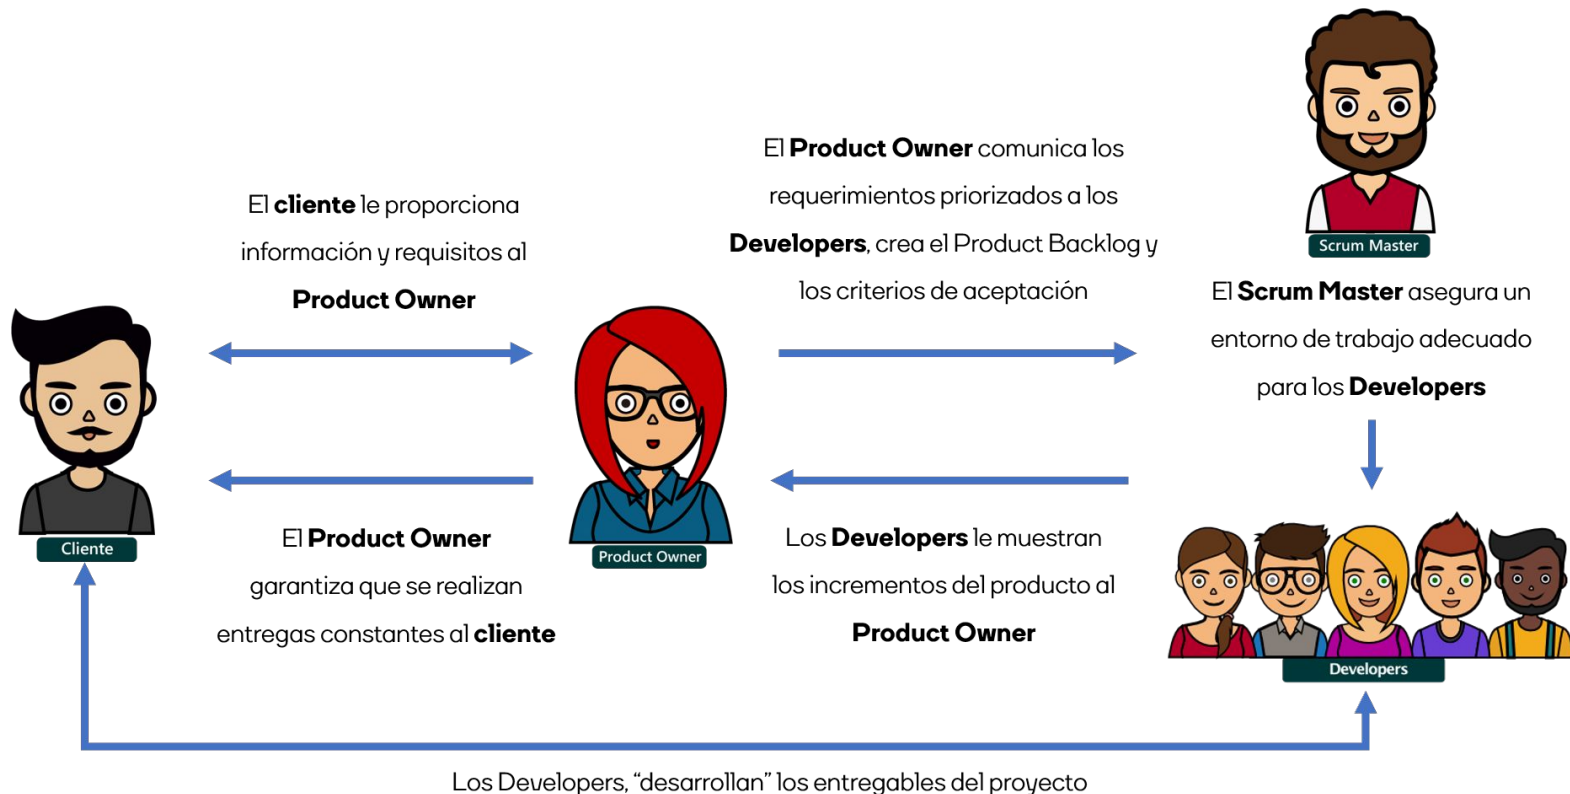 El cliente le proporciona
información y requisitos al
Product Owner
El Product Owner comunica los
requerimientos priorizados a los
Developers, crea el Product Backlog y
los criterios de aceptación
Scrum Master
El Scrum Master asegura un
entorno de trabajo adecuado
para los Developers
Cliente
Product Owner
El Product Owner
garantiza que se realizan
entregas constantes al cliente
Los Developers le muestran
los incrementos del producto al
Product Owner
Developers
Los Developers, “desarrollan” los entregables del proyecto